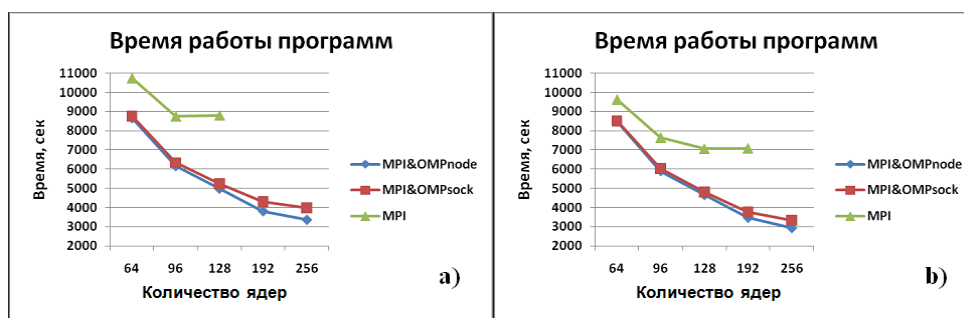 Время работы программ
Время, сек
11000
10000
9000
8000
7000
6000
5000
4000
3000
2000
64 96 128 192 256
Количество ядер
MPI&OMPnode
MPI&OMPsock
MPI
a)
Время работы программ
Время, сек
11000
10000
9000
8000
7000
6000
5000
4000
3000
2000
64 96 128 192 256
Количество ядер
MPI&OMPnode
MPI&OMPsock
MPI
b)